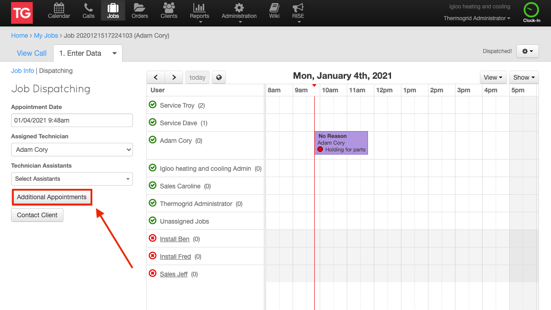 TG
Calendar
Calls
Jobs
Orders
Clients
Reports
Administration
Wiki
RISE
Igloo heating and cooling
Thermogrid Administrator
Clock-In
Home › My Jobs › Job 2020121517224103 (Adam Cory)
View Call
1. Enter Data
Dispatched!
Job Info | Dispatching
Job Dispatching
Appointment Date
01/04/2021 9:48am
Assigned Technician
Adam Cory
Technician Assistants
Select Assistants
Additional Appointments
Contact Client
today
Mon, January 4th, 2021
View
Show
User
8am 9am 10am 11am 12pm 1pm 2pm 3pm 4pm 5pm
Service Troy (2)
Service Dave (1)
Adam Cory (0)
No Reason
Adam Cory
Holding for parts
Igloo heating and cooling Admin (0)
Sales Caroline (0)
Thermogrid Administrator (0)
Unassigned Jobs
Install Ben (0)
Install Fred (0)
Sales Jeff (0)